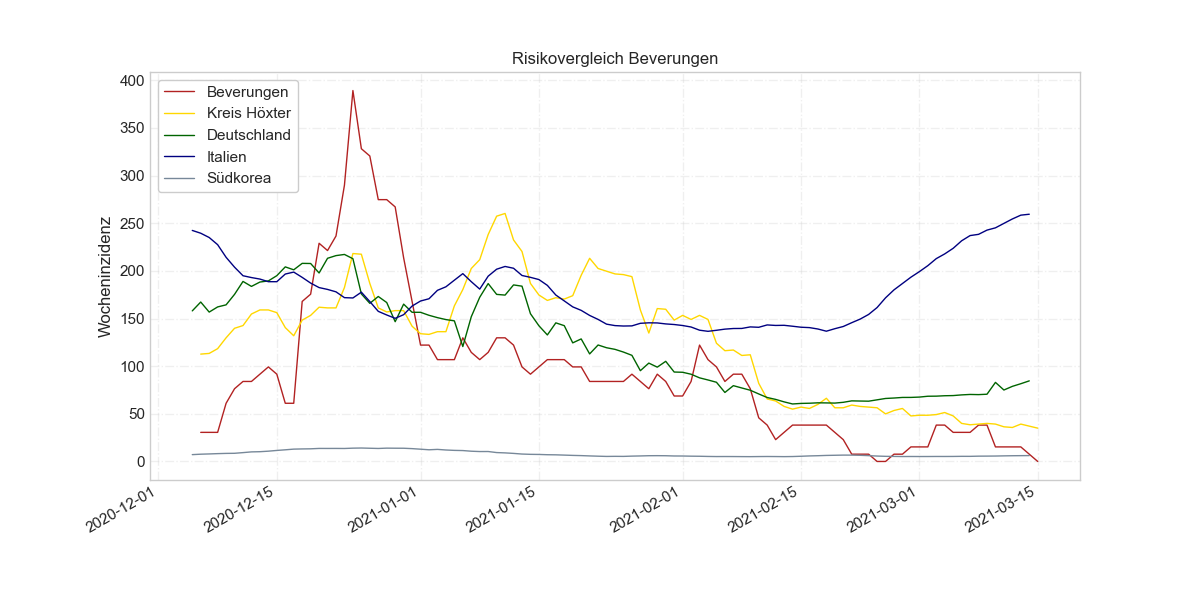 Risikovergleich Beverungen
Wocheninzidenz
400
350
300
250
200
150
100
50
0
Beverungen
Kreis Höxter
Deutschland
Italien
Südkorea
2020-12-01
2020-12-15
2021-01-01
2021-01-15
2021-02-01
2021-02-15
2021-03-01
2021-03-15